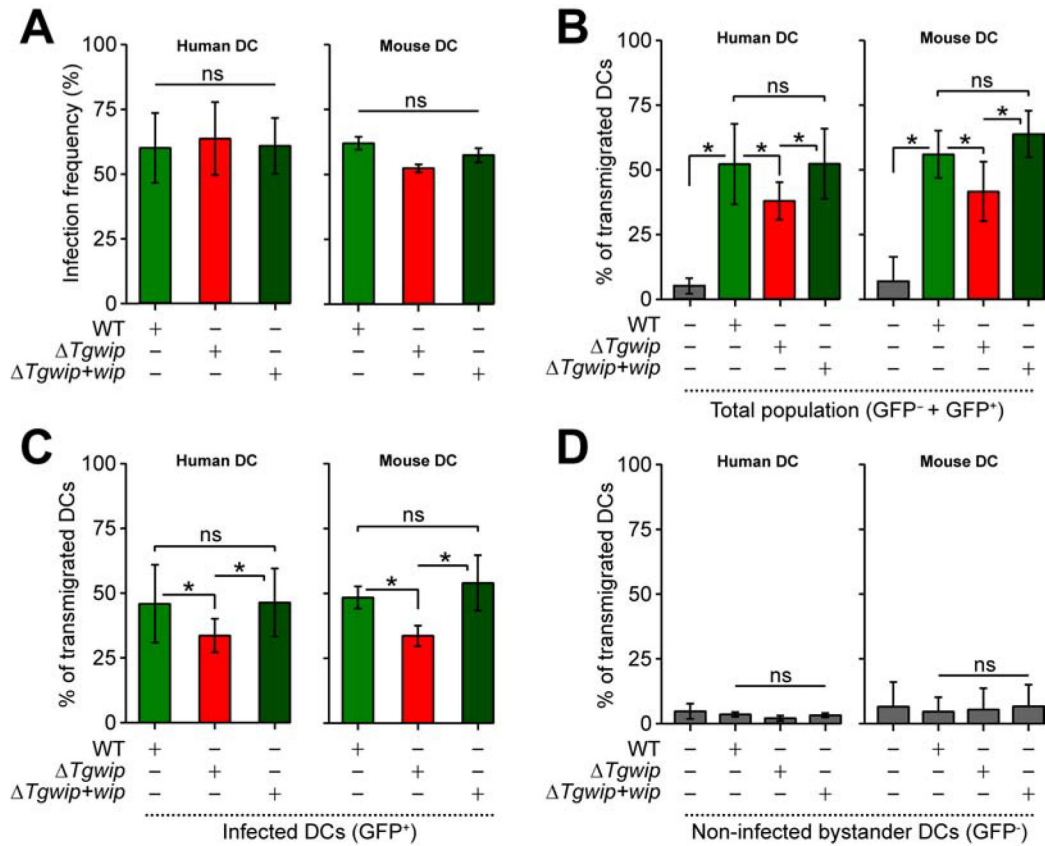 A
Human DC
Mouse DC
Infection frequency (%)
100
75
50
25
0
ns
ns
WT + – – + – –
ΔTgwip – + – – + –
ΔTgwip+wip – – + – – +
B
Human DC
Mouse DC
% of transmigrated DCs
100
75
50
25
0
ns
* * *
ns
* * *
WT – + – – – + – –
ΔTgwip – – + – – – + –
ΔTgwip+wip – – – + – – – +
Total population (GFP⁻ + GFP⁺)
C
Human DC
Mouse DC
% of transmigrated DCs
100
75
50
25
0
ns
* *
ns
* *
WT + – – + – –
ΔTgwip – + – – + –
ΔTgwip+wip – – + – – +
Infected DCs (GFP⁺)
D
Human DC
Mouse DC
% of transmigrated DCs
100
75
50
25
0
ns
ns
WT – + – – – + – –
ΔTgwip – – + – – – + –
ΔTgwip+wip – – – + – – – +
Non-infected bystander DCs (GFP⁻)